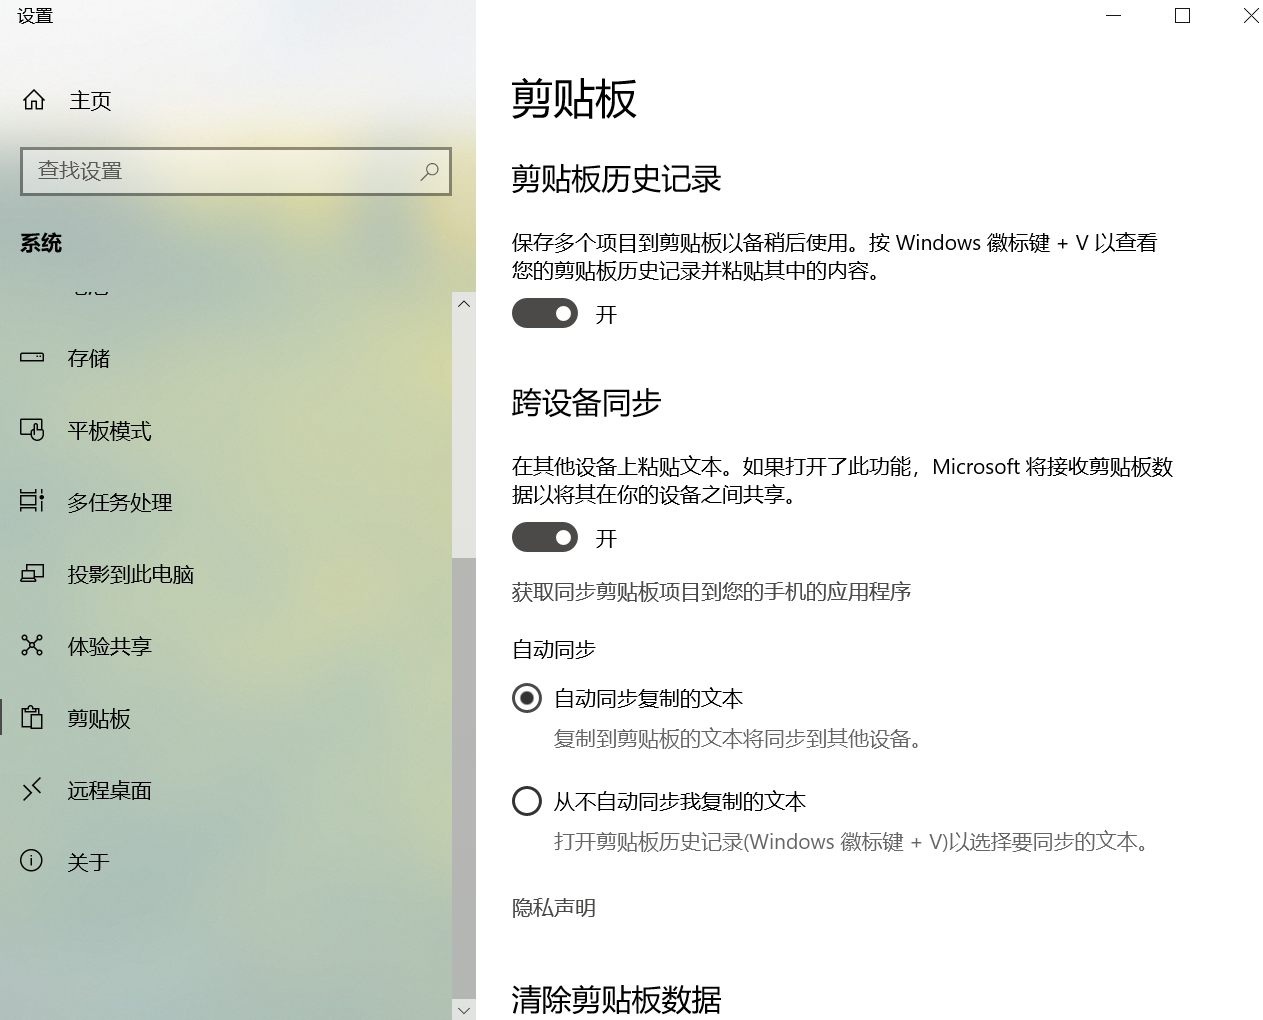 设置
主页
查找设置
系统
存储
平板模式
多任务处理
投影到此电脑
体验共享
剪贴板
远程桌面
关于
剪贴板
剪贴板历史记录
保存多个项目到剪贴板以备稍后使用。按 Windows 徽标键 + V 以查看
您的剪贴板历史记录并粘贴其中的内容。
开
跨设备同步
在其他设备上粘贴文本。如果打开了此功能，Microsoft 将接收剪贴板数
据以将其在你的设备之间共享。
开
获取同步剪贴板项目到您的手机的应用程序
自动同步
自动同步复制的文本
复制到剪贴板的文本将同步到其他设备。
从不自动同步我复制的文本
打开剪贴板历史记录(Windows 徽标键 + V)以选择要同步的文本。
隐私声明
清除剪贴板数据